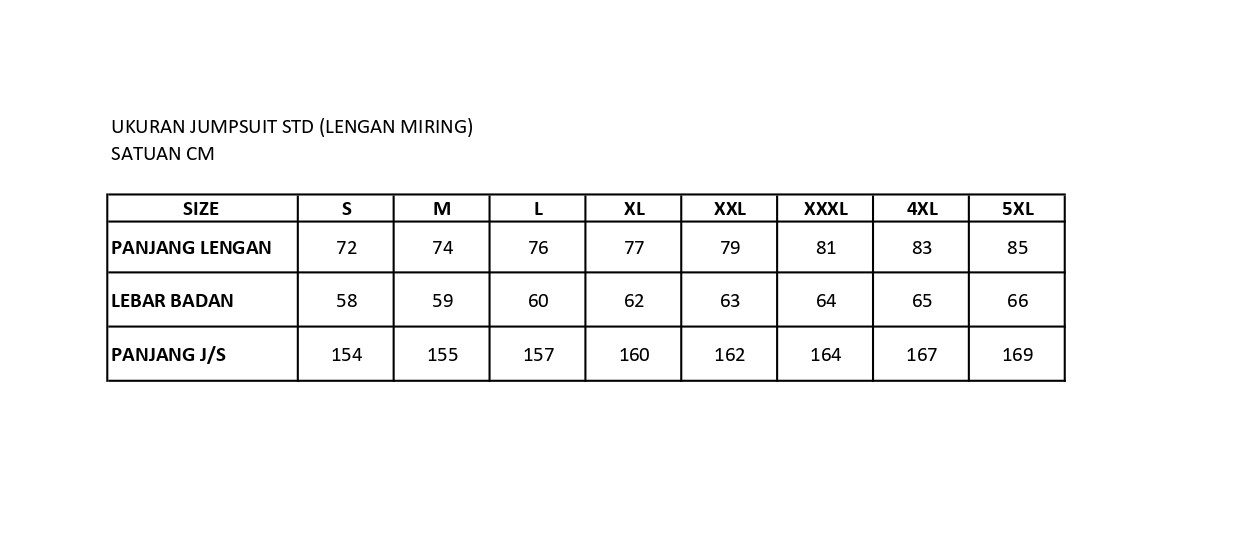 UKURAN JUMPSUIT STD (LENGAN MIRING)
SATUAN CM
SIZE S M L XL XXL XXXL 4XL 5XL
PANJANG LENGAN 72 74 76 77 79 81 83 85
LEBAR BADAN 58 59 60 62 63 64 65 66
PANJANG J/S 154 155 157 160 162 164 167 169